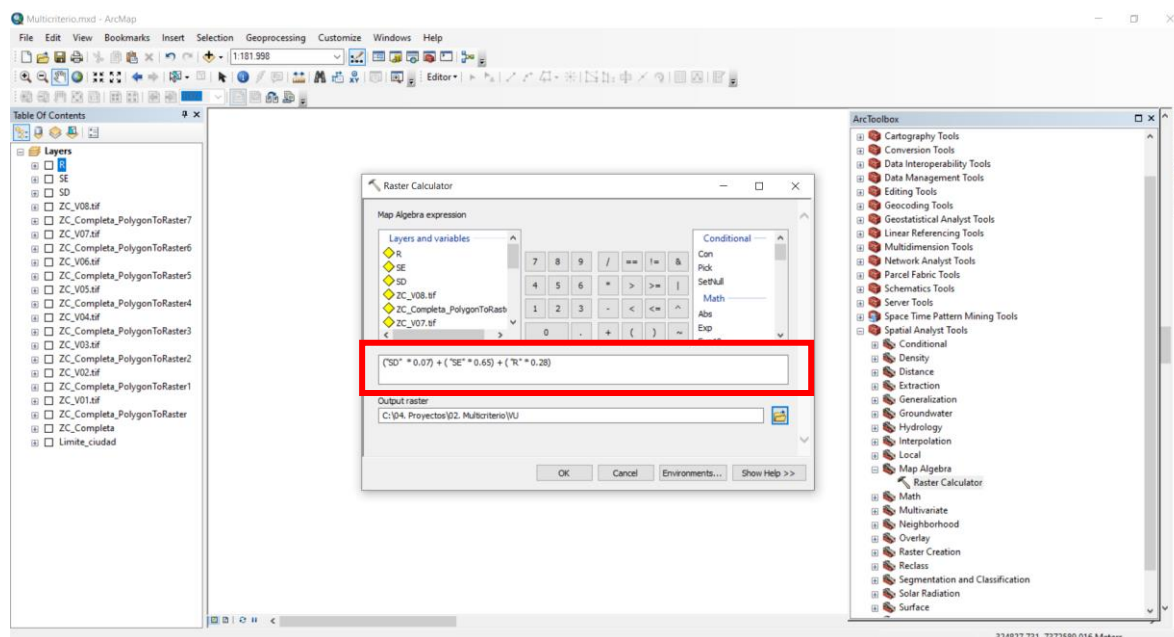 Multicriterio.mxd - ArcMap
File Edit View Bookmarks Insert Selection Geoprocessing Customize Windows Help
1:181.998
Editor
Table Of Contents
Layers
R
SE
SD
ZC_V08.tif
ZC_Completa_PolygonToRaster7
ZC_V07.tif
ZC_Completa_PolygonToRaster6
ZC_V06.tif
ZC_Completa_PolygonToRaster5
ZC_V05.tif
ZC_Completa_PolygonToRaster4
ZC_V04.tif
ZC_Completa_PolygonToRaster3
ZC_V03.tif
ZC_Completa_PolygonToRaster2
ZC_V02.tif
ZC_Completa_PolygonToRaster1
ZC_V01.tif
ZC_Completa_PolygonToRaster
ZC_Completa
Limite_ciudad
Raster Calculator
Map Algebra expression
Layers and variables
R
SE
SD
ZC_V08.tif
ZC_Completa_PolygonToRast
ZC_V07.tif
7 8 9 / == != &
4 5 6 * > >= |
1 2 3 - < <= ^
0 . + ( ) ~
Conditional
Con
Pick
SetNull
Math
Abs
Exp
("SD" * 0.07) + ( "SE" * 0.65) + ( "R" * 0.28)
Output raster
C:\04. Proyectos\02. Multicriterio\VU
OK Cancel Environments... Show Help >>
ArcToolbox
Cartography Tools
Conversion Tools
Data Interoperability Tools
Data Management Tools
Editing Tools
Geocoding Tools
Geostatistical Analyst Tools
Linear Referencing Tools
Multidimension Tools
Network Analyst Tools
Parcel Fabric Tools
Schematics Tools
Server Tools
Space Time Pattern Mining Tools
Spatial Analyst Tools
Conditional
Density
Distance
Extraction
Generalization
Groundwater
Hydrology
Interpolation
Local
Map Algebra
Raster Calculator
Math
Multivariate
Neighborhood
Overlay
Raster Creation
Reclass
Segmentation and Classification
Solar Radiation
Surface